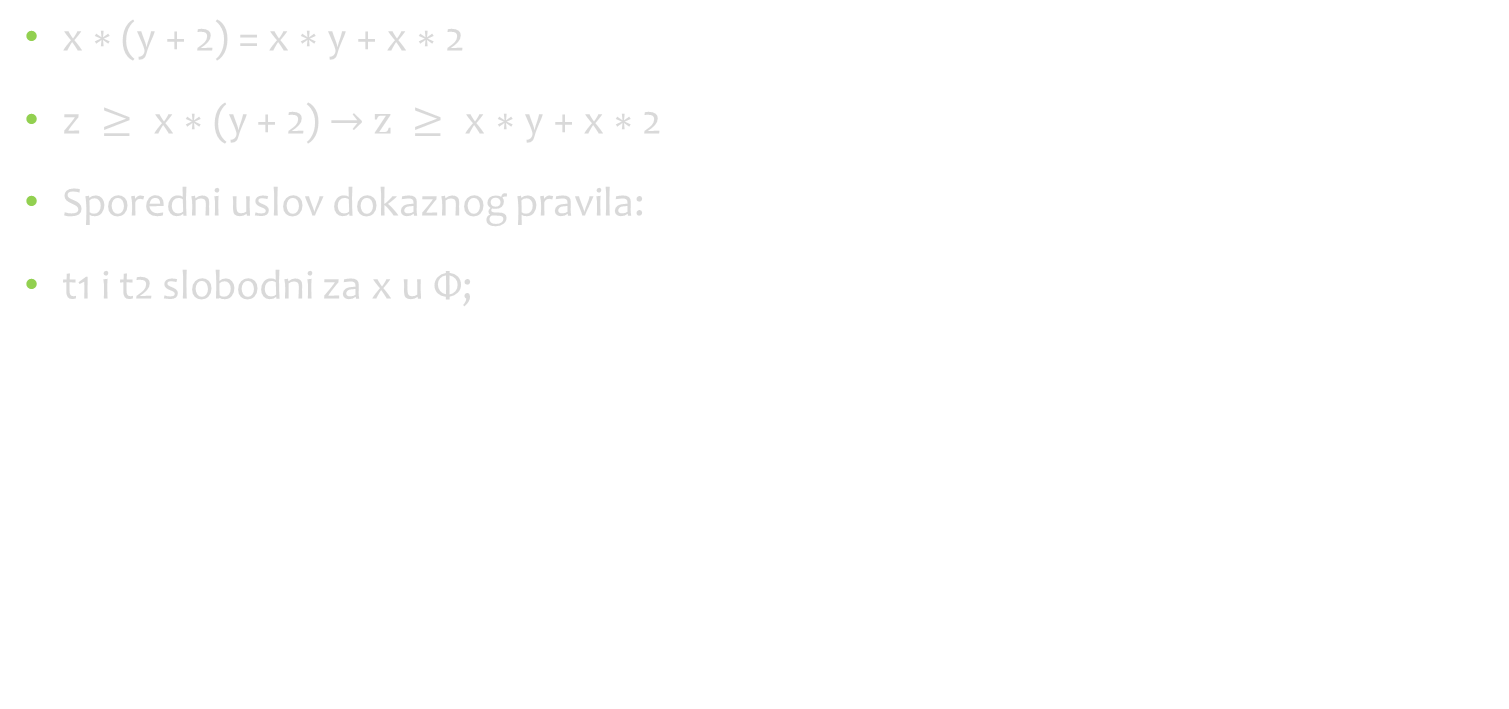 • x * (y + 2) = x * y + x * 2
• z ≥ x * (y + 2) → z ≥ x * y + x * 2
• Sporedni uslov dokaznog pravila:
• t1 i t2 slobodni za x u Φ;